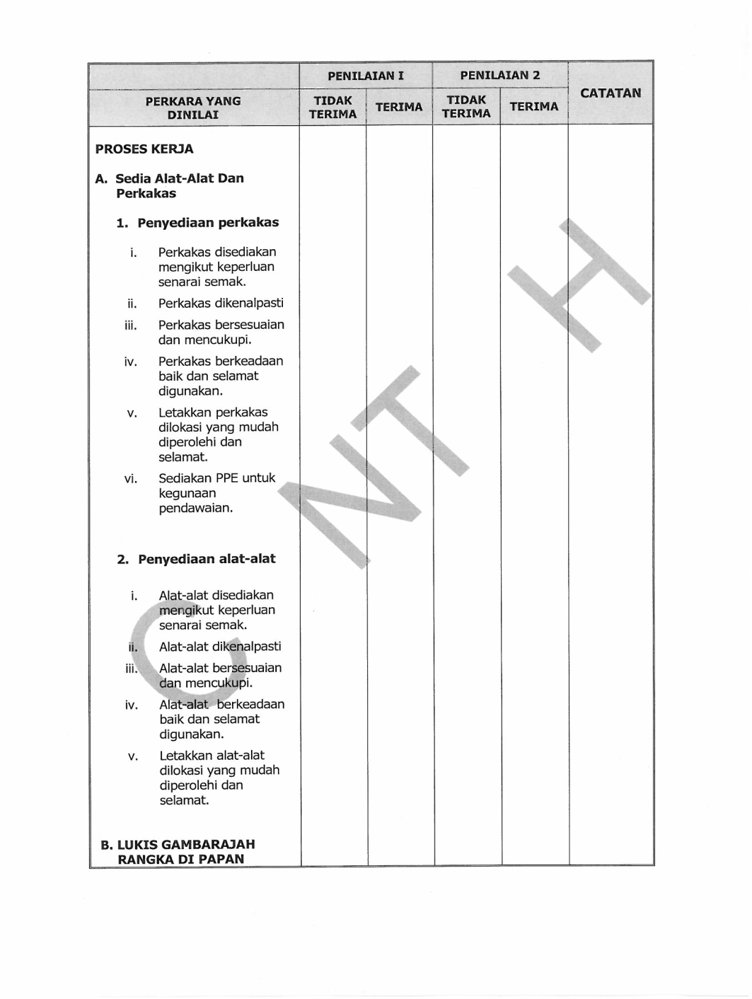 PENILAIAN I
PENILAIAN 2
CATATAN
PERKARA YANG
DINILAI
TIDAK
TERIMA
TERIMA
TIDAK
TERIMA
TERIMA
PROSES KERJA
A. Sedia Alat-Alat Dan
Perkakas
1. Penyediaan perkakas
i. Perkakas disediakan
mengikut keperluan
senarai semak.
ii. Perkakas dikenalpasti
iii. Perkakas bersesuaian
dan mencukupi.
iv. Perkakas berkeadaan
baik dan selamat
digunakan.
v. Letakkan perkakas
dilokasi yang mudah
diperolehi dan
selamat.
vi. Sediakan PPE untuk
kegunaan
pendawaian.
2. Penyediaan alat-alat
i. Alat-alat disediakan
mengikut keperluan
senarai semak.
ii. Alat-alat dikenalpasti
iii. Alat-alat bersesuaian
dan mencukupi.
iv. Alat-alat berkeadaan
baik dan selamat
digunakan.
v. Letakkan alat-alat
dilokasi yang mudah
diperolehi dan
selamat.
B. LUKIS GAMBARAJAH
RANGKA DI PAPAN
C NT H